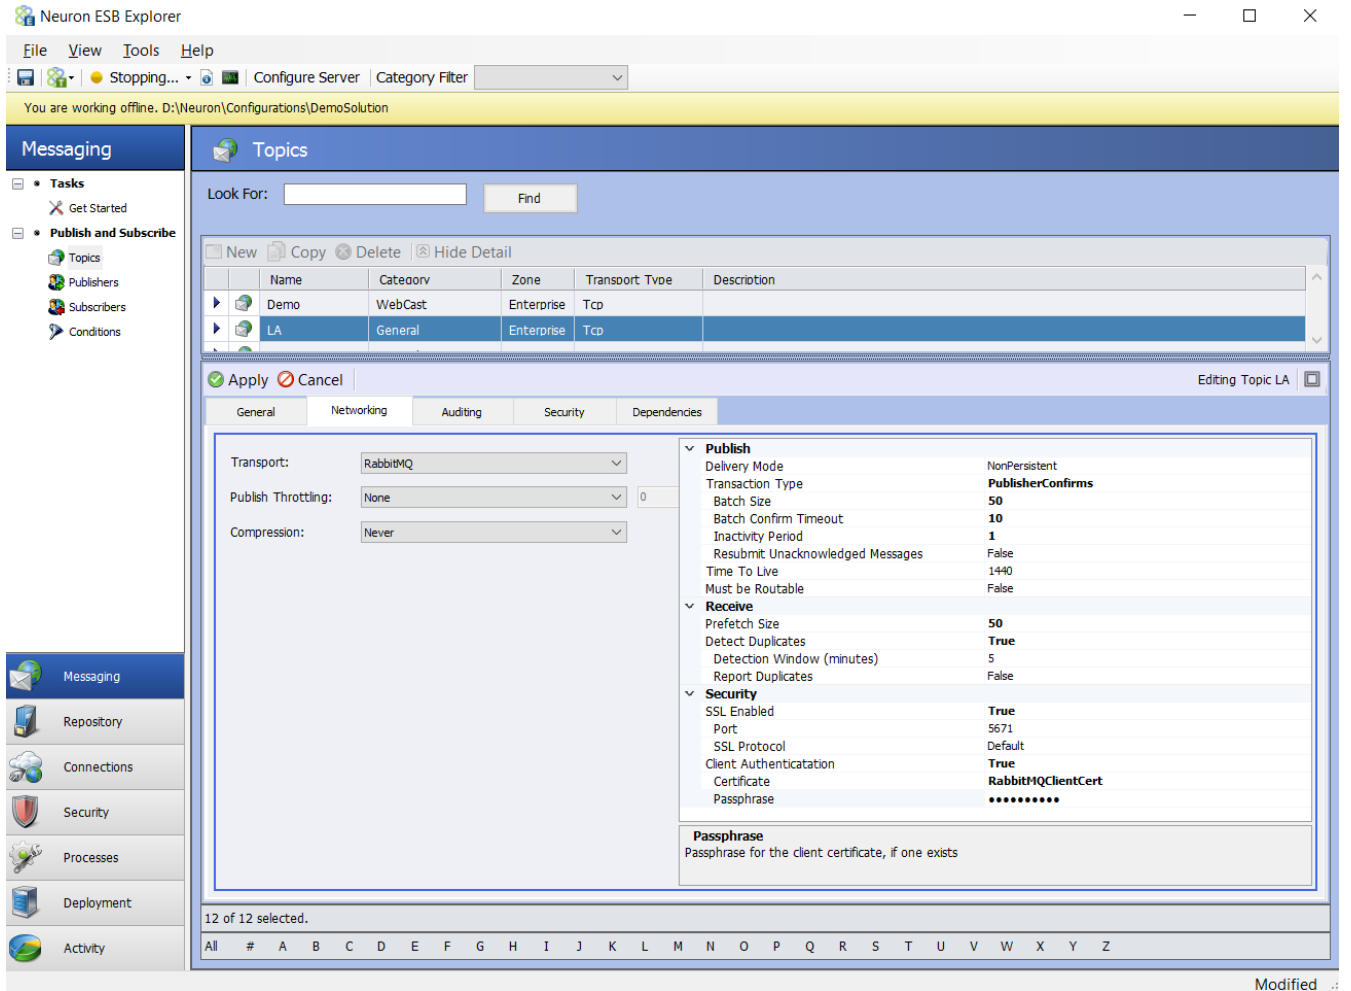 Neuron ESB Explorer
File View Tools Help
Stopping... Configure Server Category Filter
You are working offline. D:\Neuron\Configurations\DemoSolution
Messaging
Tasks
Get Started
Publish and Subscribe
Topics
Publishers
Subscribers
Conditions
Messaging
Repository
Connections
Security
Processes
Deployment
Activity
Topics
Look For: Find
New Copy Delete Hide Detail
Name Category Zone Transport Type Description
Demo WebCast Enterprise Tcp
LA General Enterprise Tcp
Apply Cancel Editing Topic LA
General Networking Auditing Security Dependencies
Transport: RabbitMQ
Publish Throttling: None 0
Compression: Never
Publish
Delivery Mode NonPersistent
Transaction Type PublisherConfirms
Batch Size 50
Batch Confirm Timeout 10
Inactivity Period 1
Resubmit Unacknowledged Messages False
Time To Live 1440
Must be Routable False
Receive
Prefetch Size 50
Detect Duplicates True
Detection Window (minutes) 5
Report Duplicates False
Security
SSL Enabled True
Port 5671
SSL Protocol Default
Client Authenticatation True
Certificate RabbitMQClientCert
Passphrase ●●●●●●●●●●
Passphrase
Passphrase for the client certificate, if one exists
12 of 12 selected.
All # A B C D E F G H I J K L M N O P Q R S T U V W X Y Z
Modified